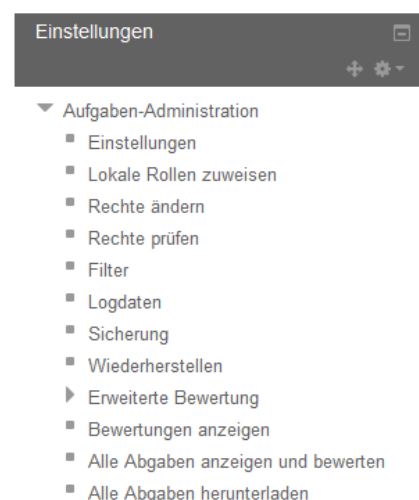 Einstellungen
Aufgaben-Administration
Einstellungen
Lokale Rollen zuweisen
Rechte ändern
Rechte prüfen
Filter
Logdaten
Sicherung
Wiederherstellen
Erweiterte Bewertung
Bewertungen anzeigen
Alle Abgaben anzeigen und bewerten
Alle Abgaben herunterladen